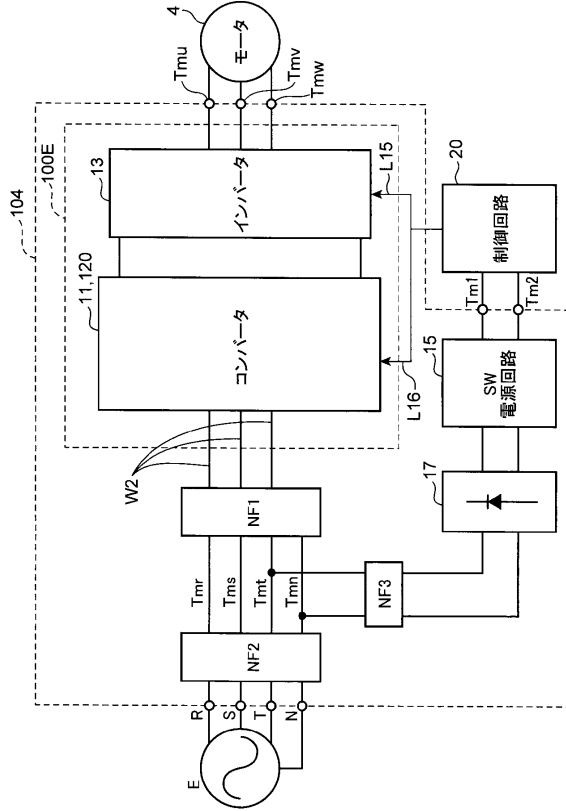 104
100E
4
モータ
Tmu
Tmv
Tmw
13
インバータ
L15
11,120
コンバータ
L16
20
制御回路
Tm1
Tm2
15
SW
電源回路
17
W2
NF1
Tmr
Tms
Tmt
Tmn
NF3
NF2
R
S
T
N
E